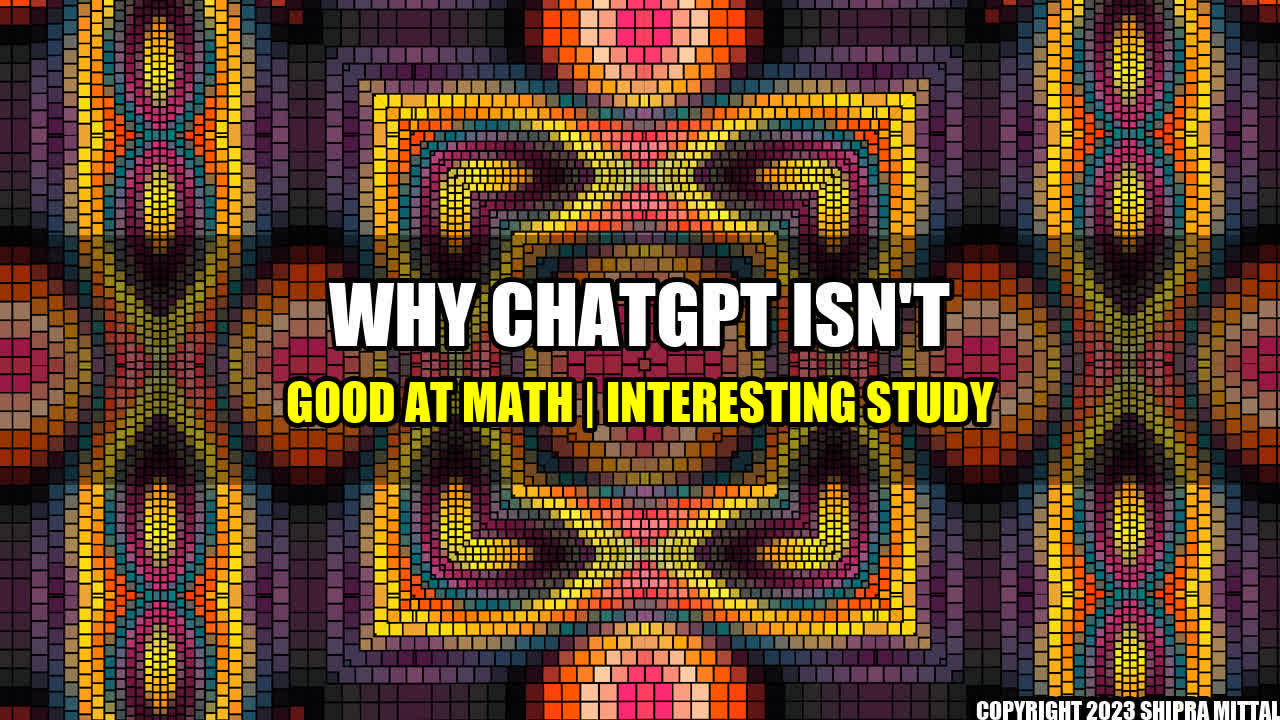 WHY CHATGPT ISN'T
GOOD AT MATH | INTERESTING STUDY
COPYRIGHT 2023 SHIPRA MITTAL